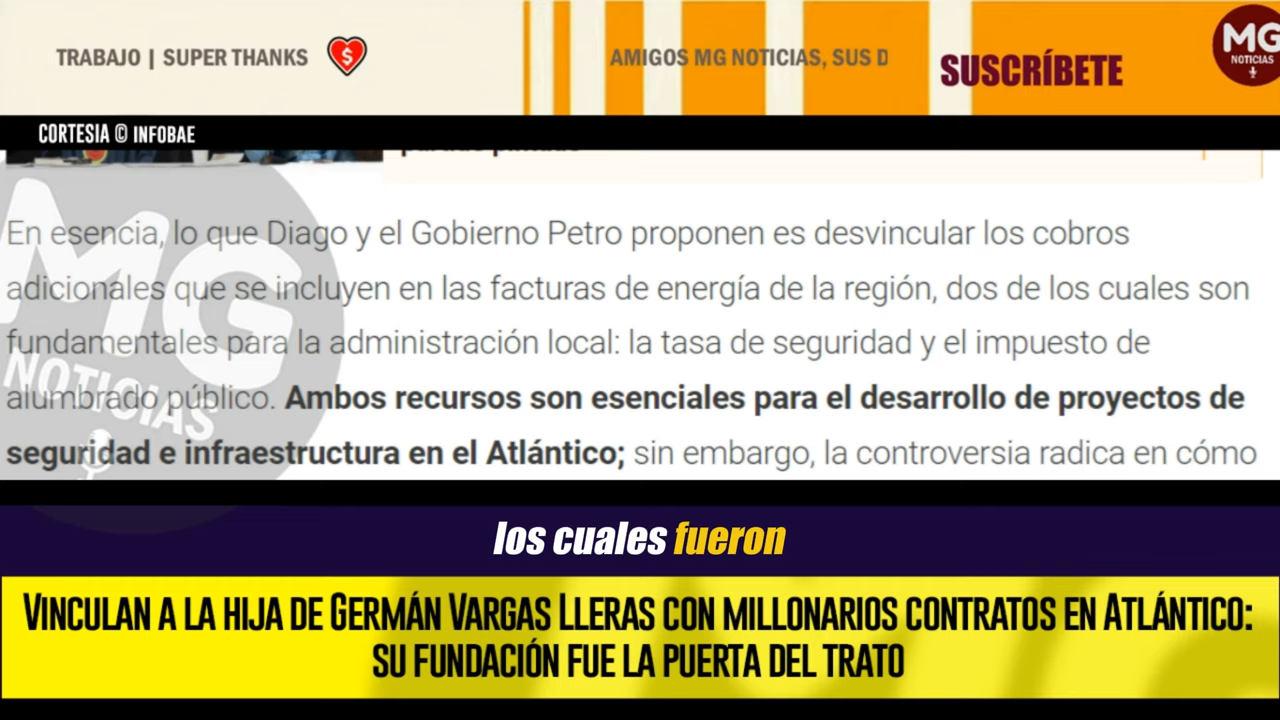 TRABAJO | SUPER THANKS
AMIGOS MG NOTICIAS, SUS D
SUSCRÍBETE
MG
NOTICIAS
CORTESIA © INFOBAE
En esencia, lo que Diago y el Gobierno Petro proponen es desvincular los cobros
adicionales que se incluyen en las facturas de energía de la región, dos de los cuales son
fundamentales para la administración local: la tasa de seguridad y el impuesto de
alumbrado público. Ambos recursos son esenciales para el desarrollo de proyectos de
seguridad e infraestructura en el Atlántico; sin embargo, la controversia radica en cómo
MG
NOTICIAS
los cuales fueron
VINCULAN A LA HIJA DE GERMÁN VARGAS LLERAS CON MILLONARIOS CONTRATOS EN ATLÁNTICO:
SU FUNDACIÓN FUE LA PUERTA DEL TRATO